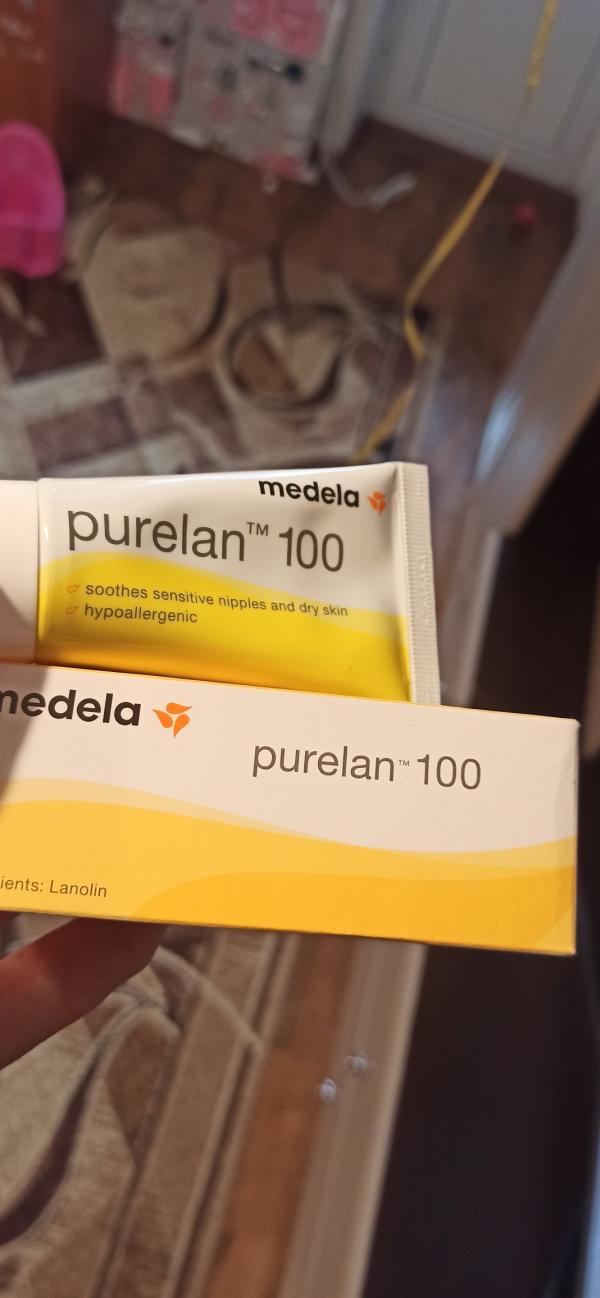 medela
purelan™ 100
soothes sensitive nipples and dry skin
hypoallergenic
medela
purelan™ 100
ients: Lanolin